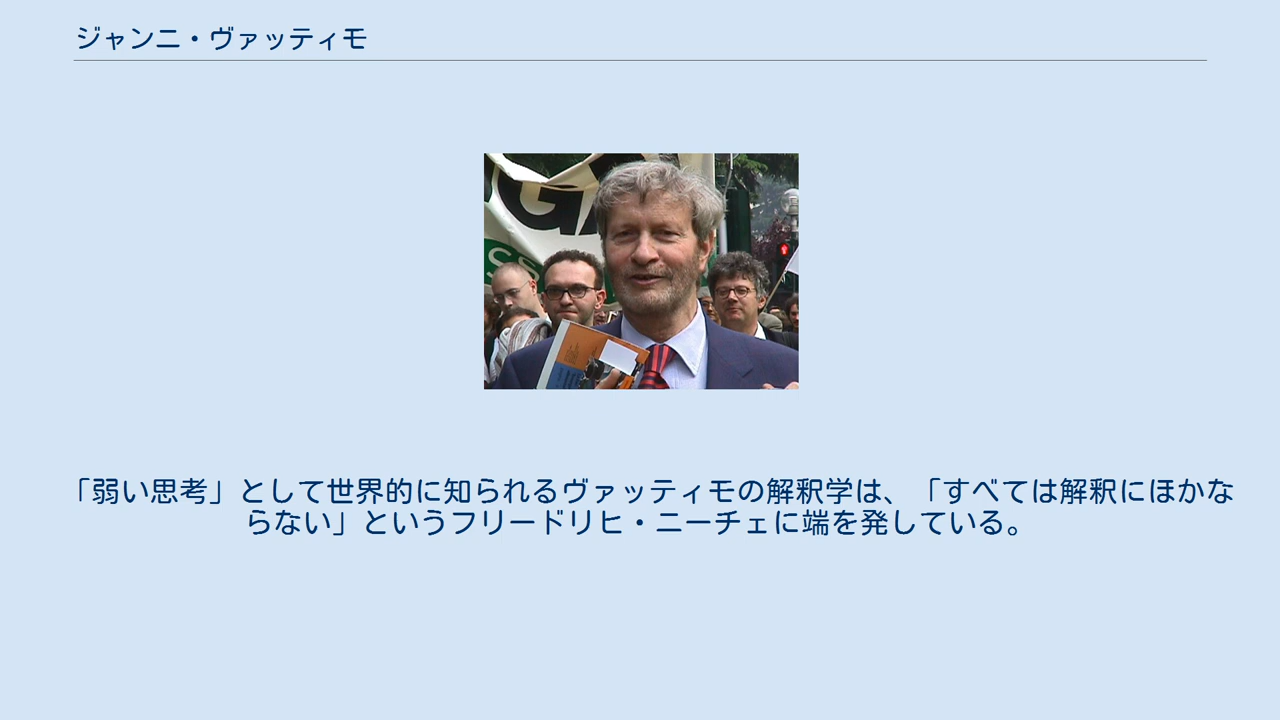 ジャンニ・ヴァッティモ
「弱い思考」として世界的に知られるヴァッティモの解釈学は、「すべては解釈にほかな
らない」というフリードリヒ・ニーチェに端を発している。